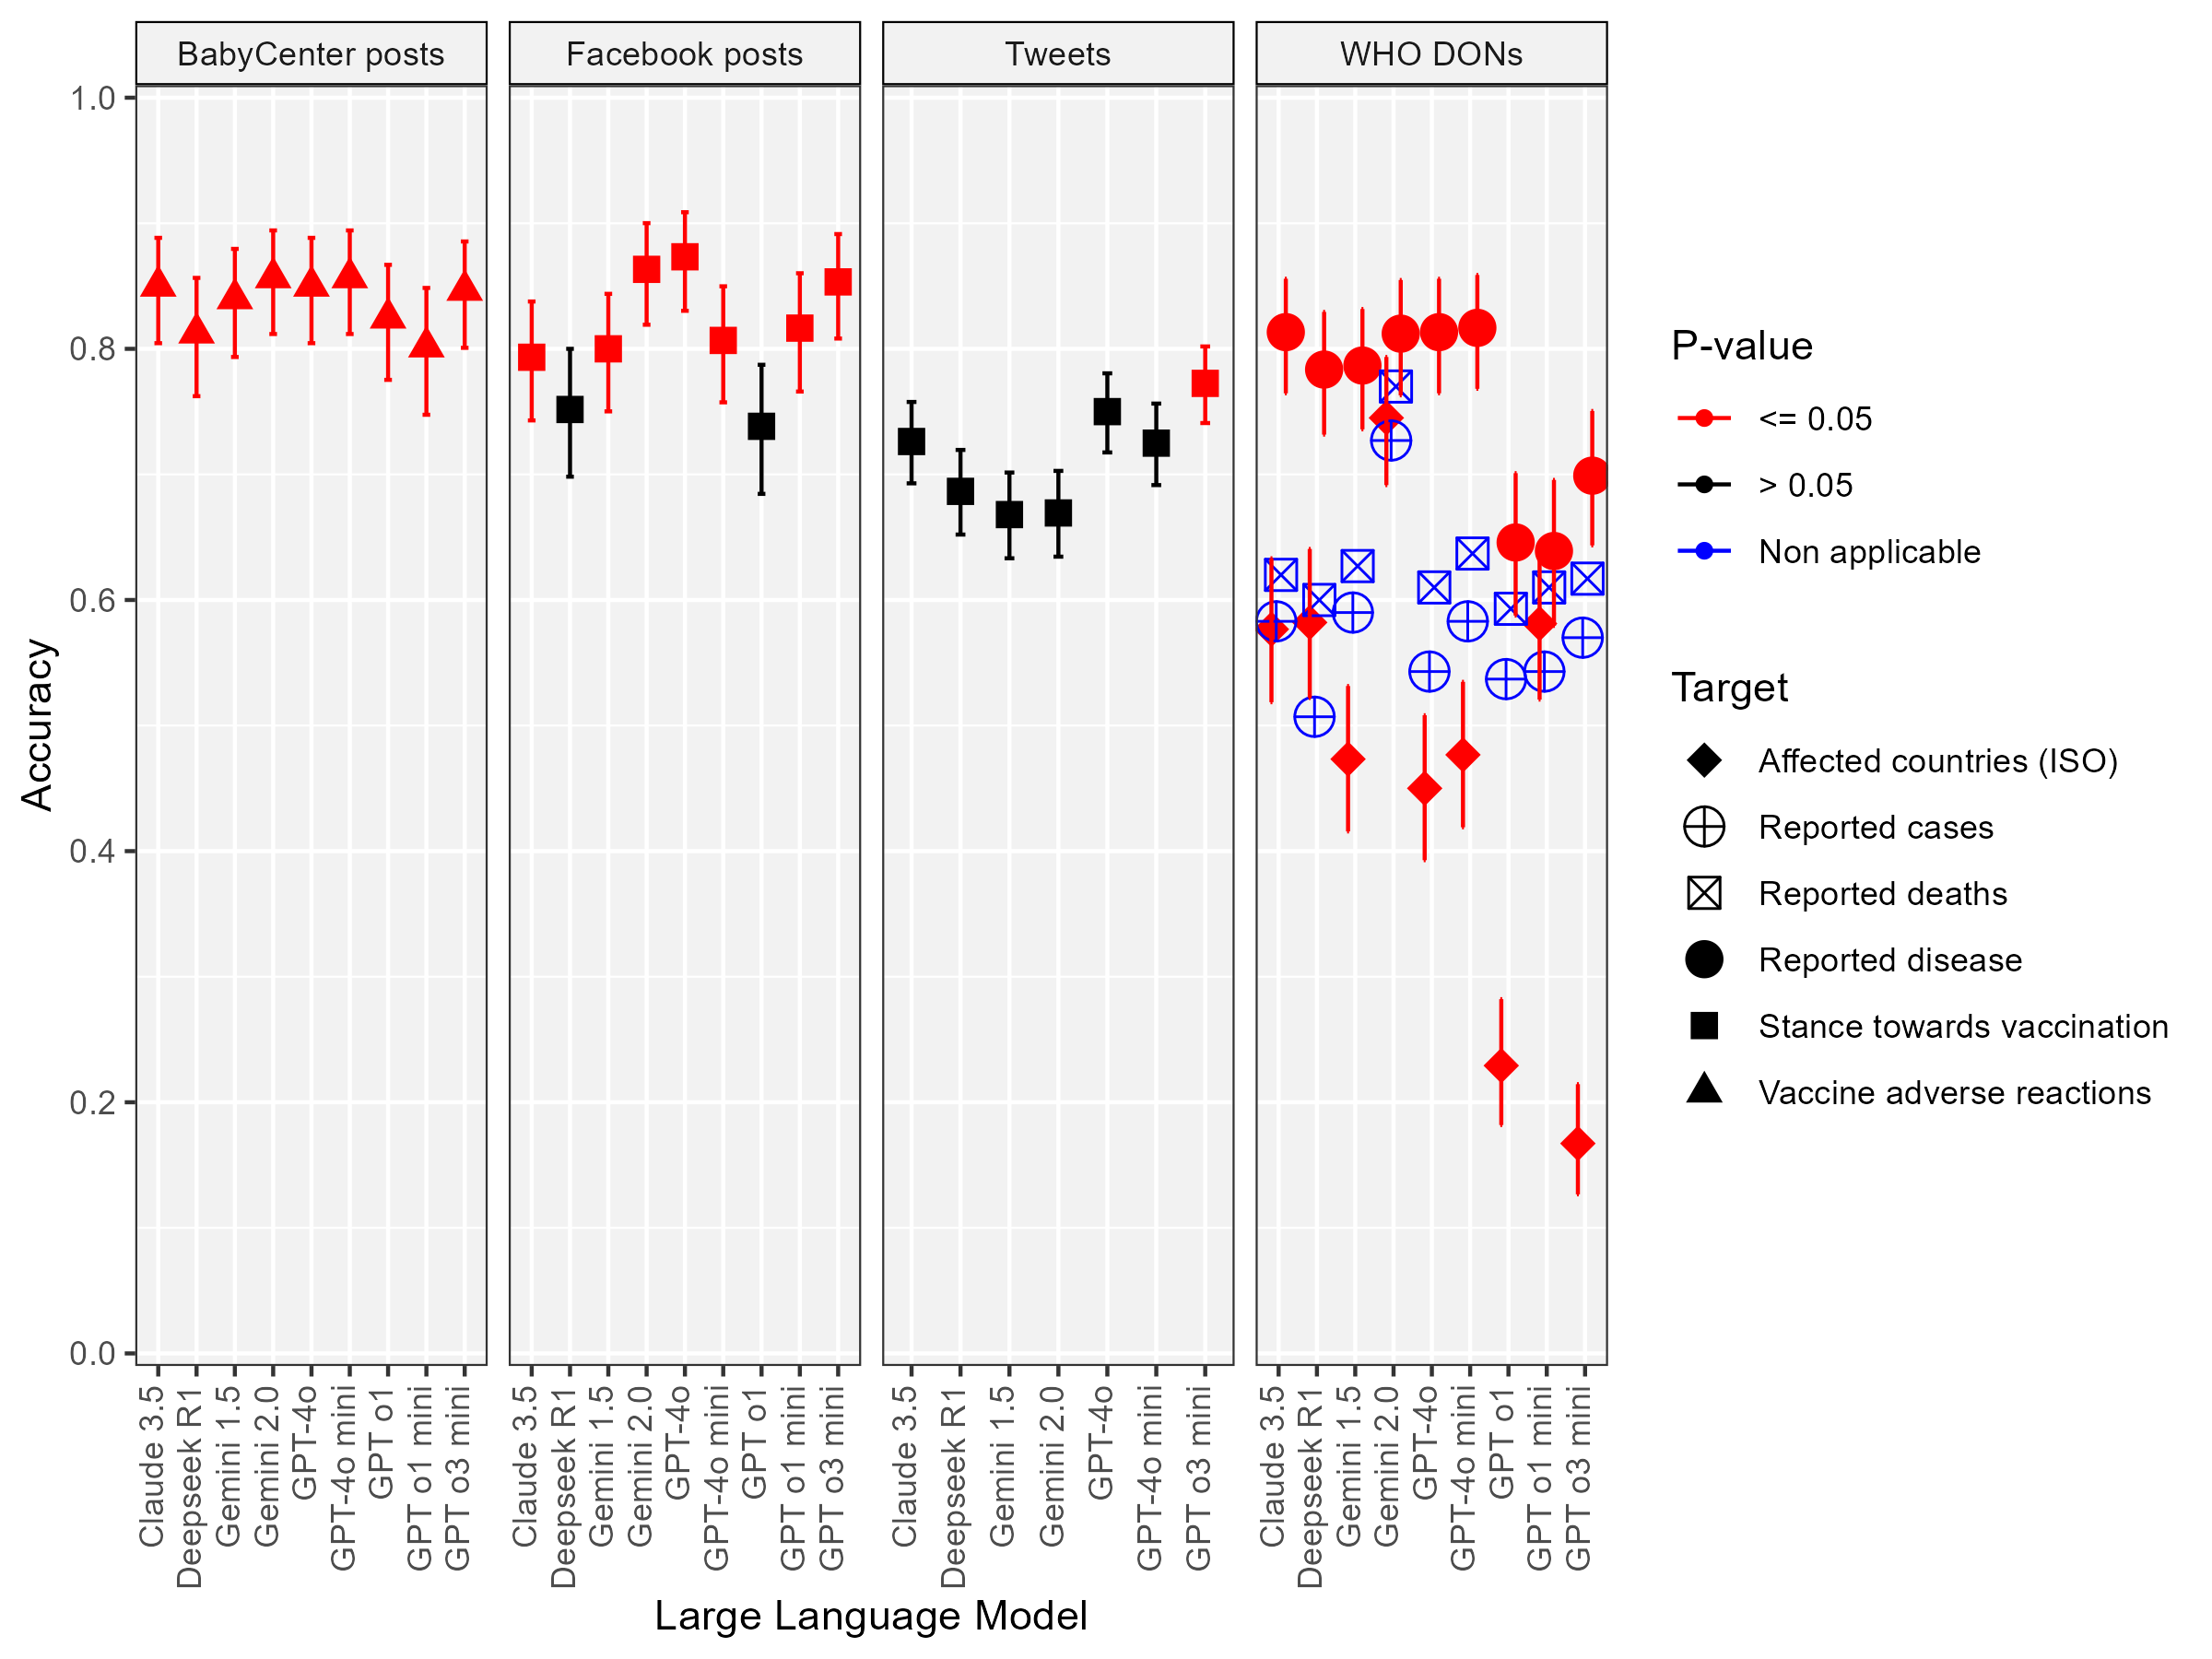 BabyCenter posts
Facebook posts
Tweets
WHO DONs
1.0
0.8
0.6
0.4
0.2
0.0
Accuracy
Claude 3.5
Deepseek R1
Gemini 1.5
Gemini 2.0
GPT-4o
GPT-4o mini
GPT o1
GPT o1 mini
GPT o3 mini
Claude 3.5
Deepseek R1
Gemini 1.5
Gemini 2.0
GPT-4o
GPT-4o mini
GPT o1
GPT o1 mini
GPT o3 mini
Claude 3.5
Deepseek R1
Gemini 1.5
Gemini 2.0
GPT-4o
GPT-4o mini
GPT o3 mini
Claude 3.5
Deepseek R1
Gemini 1.5
Gemini 2.0
GPT-4o
GPT-4o mini
GPT o1
GPT o1 mini
GPT o3 mini
Large Language Model
P-value
<= 0.05
> 0.05
Non applicable
Target
Affected countries (ISO)
Reported cases
Reported deaths
Reported disease
Stance towards vaccination
Vaccine adverse reactions